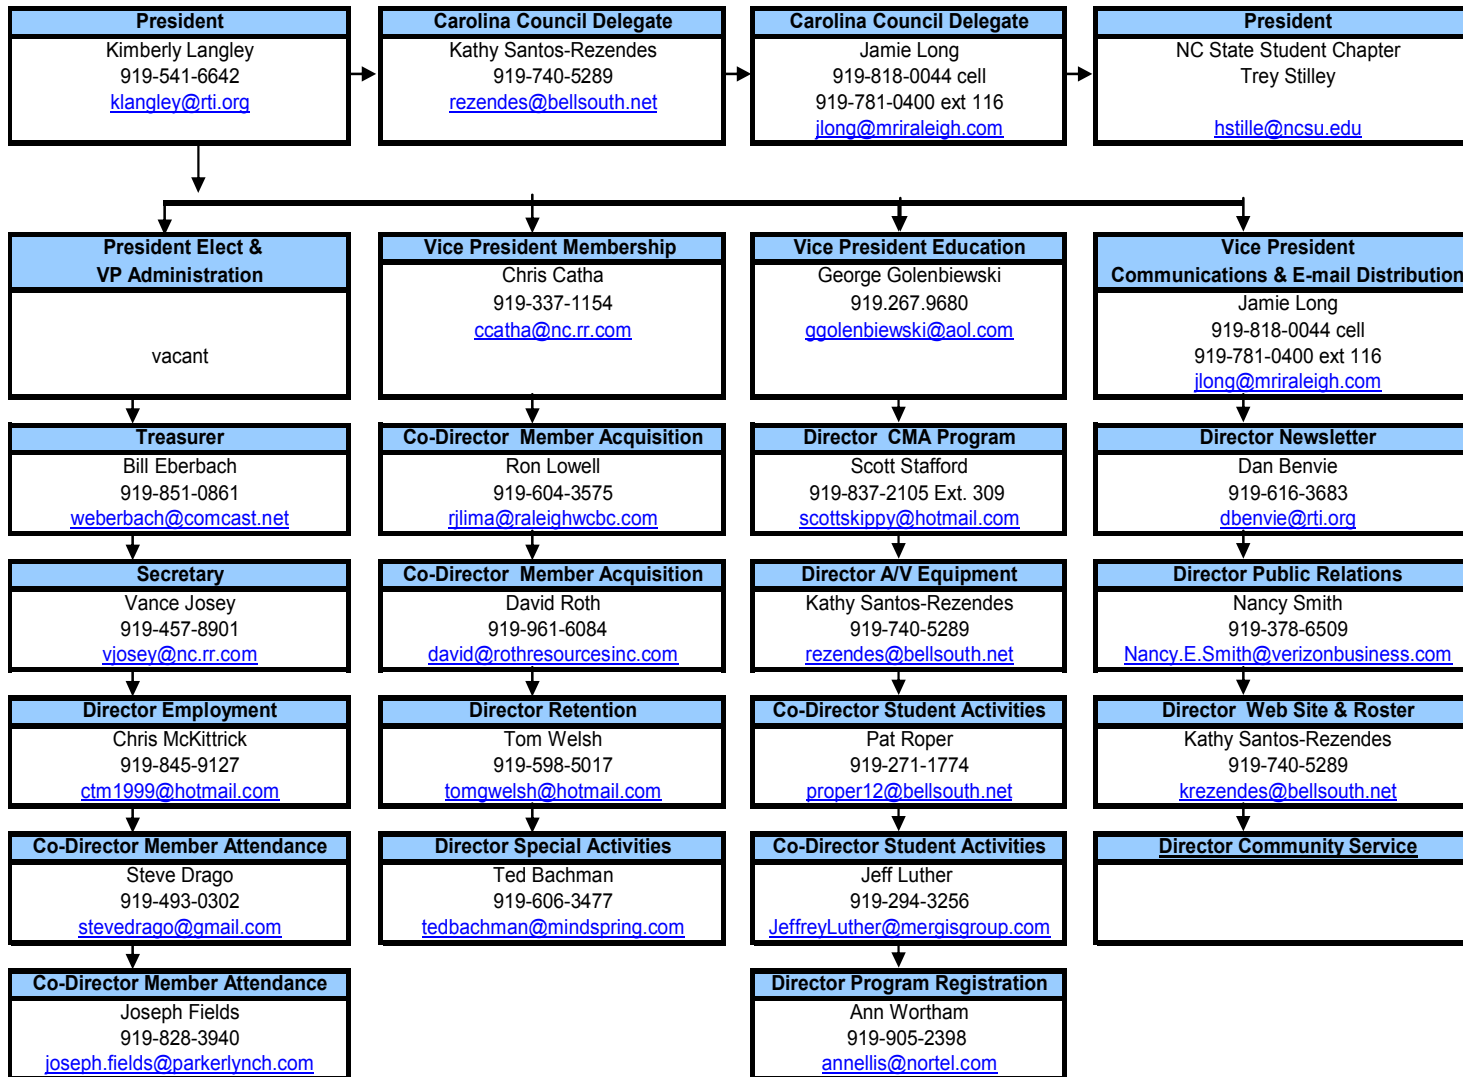 President
Kimberly Langley
919-541-6642
klangley@rti.org
Carolina Council Delegate
Kathy Santos-Rezendes
919-740-5289
rezendes@bellsouth.net
Carolina Council Delegate
Jamie Long
919-818-0044 cell
919-781-0400 ext 116
jlong@mriraleigh.com
President
NC State Student Chapter
Trey Stilley
hstille@ncsu.edu
President Elect &
VP Administration
vacant
Treasurer
Bill Eberbach
919-851-0861
weberbach@comcast.net
Secretary
Vance Josey
919-457-8901
vjosey@nc.rr.com
Director Employment
Chris McKittrick
919-845-9127
ctm1999@hotmail.com
Co-Director Member Attendance
Steve Drago
919-493-0302
stevedrago@gmail.com
Co-Director Member Attendance
Joseph Fields
919-828-3940
joseph.fields@parkerlynch.com
Vice President Membership
Chris Catha
919-337-1154
ccatha@nc.rr.com
Co-Director Member Acquisition
Ron Lowell
919-604-3575
rjlima@raleighwcbc.com
Co-Director Member Acquisition
David Roth
919-961-6084
david@rothresourcesinc.com
Director Retention
Tom Welsh
919-598-5017
tomgwelsh@hotmail.com
Director Special Activities
Ted Bachman
919-606-3477
tedbachman@mindspring.com
Vice President Education
George Golenbiewski
919.267.9680
ggolenbiewski@aol.com
Director CMA Program
Scott Stafford
919-837-2105 Ext. 309
scottskippy@hotmail.com
Director A/V Equipment
Kathy Santos-Rezendes
919-740-5289
rezendes@bellsouth.net
Co-Director Student Activities
Pat Roper
919-271-1774
proper12@bellsouth.net
Co-Director Student Activities
Jeff Luther
919-294-3256
JeffreyLuther@mergisgroup.com
Director Program Registration
Ann Wortham
919-905-2398
annellis@nortel.com
Vice President
Communications & E-mail Distribution
Jamie Long
919-818-0044 cell
919-781-0400 ext 116
jlong@mriraleigh.com
Director Newsletter
Dan Benvie
919-616-3683
dbenvie@rti.org
Director Public Relations
Nancy Smith
919-378-6509
Nancy.E.Smith@verizonbusiness.com
Director Web Site & Roster
Kathy Santos-Rezendes
919-740-5289
krezendes@bellsouth.net
Director Community Service